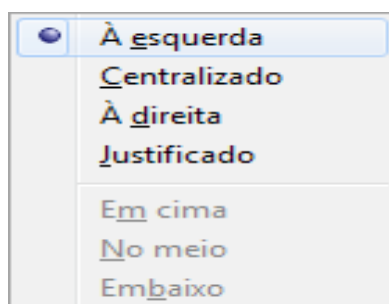 À esquerda
Centralizado
À direita
Justificado
Em cima
No meio
Embaixo